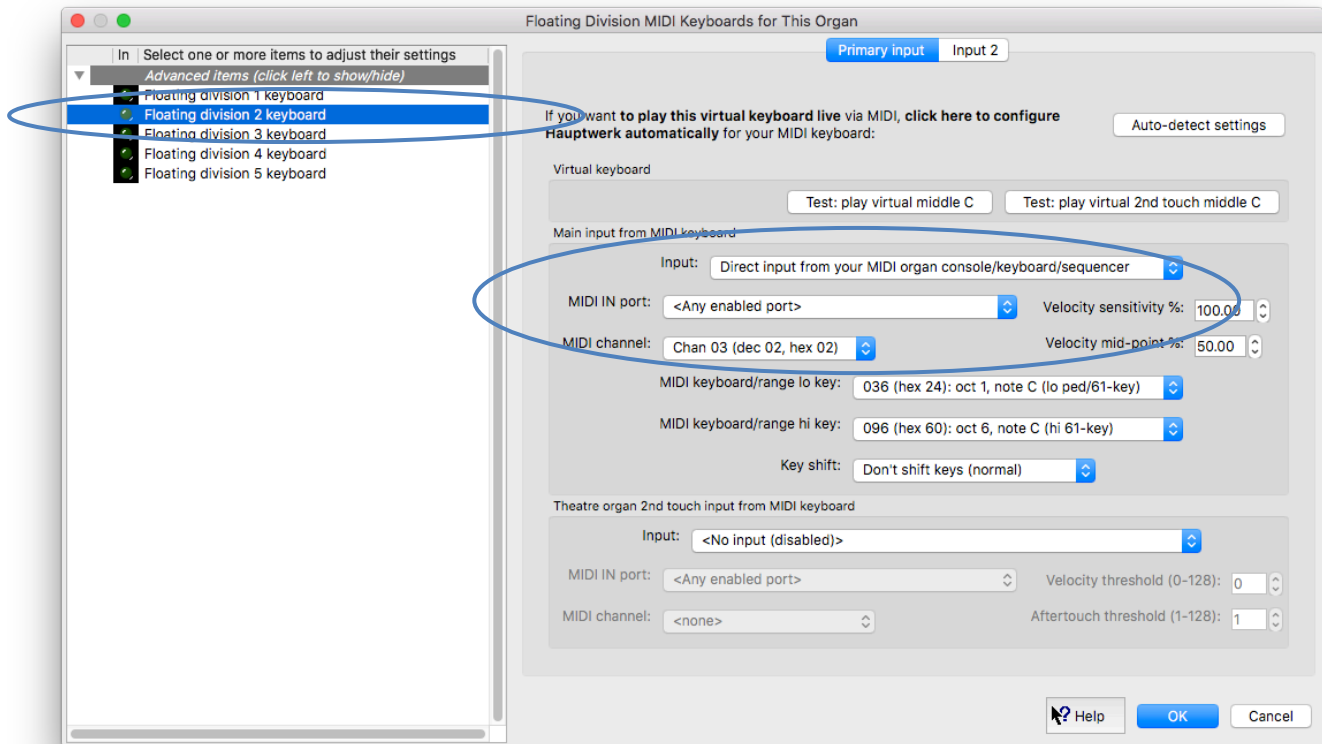 Floating Division MIDI Keyboards for This Organ
In Select one or more items to adjust their settings
Advanced items (click left to show/hide)
Floating division 1 keyboard
Floating division 2 keyboard
Floating division 3 keyboard
Floating division 4 keyboard
Floating division 5 keyboard
Primary input Input 2
If you want to play this virtual keyboard live via MIDI, click here to configure
Hauptwerk automatically for your MIDI keyboard:
Auto-detect settings
Virtual keyboard
Test: play virtual middle C Test: play virtual 2nd touch middle C
Main input from MIDI keyboard
Input: Direct input from your MIDI organ console/keyboard/sequencer
MIDI IN port: <Any enabled port> Velocity sensitivity %: 100.00
MIDI channel: Chan 03 (dec 02, hex 02) Velocity mid-point %: 50.00
MIDI keyboard/range lo key: 036 (hex 24): oct 1, note C (lo ped/61-key)
MIDI keyboard/range hi key: 096 (hex 60): oct 6, note C (hi 61-key)
Key shift: Don't shift keys (normal)
Theatre organ 2nd touch input from MIDI keyboard
Input: <No input (disabled)>
MIDI IN port: <Any enabled port> Velocity threshold (0-128): 0
MIDI channel: <none> Aftertouch threshold (1-128): 1
? Help OK Cancel